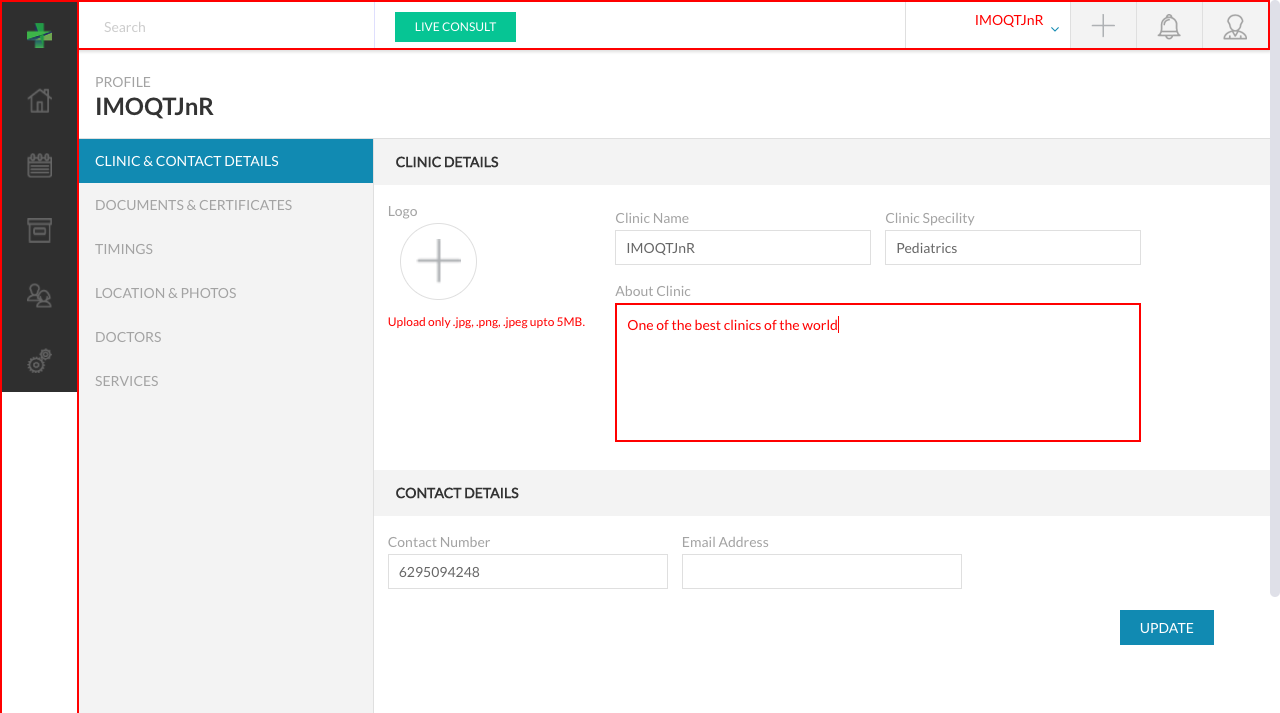 Search
LIVE CONSULT
IMOQTJnR
PROFILE
IMOQTJnR
CLINIC & CONTACT DETAILS
DOCUMENTS & CERTIFICATES
TIMINGS
LOCATION & PHOTOS
DOCTORS
SERVICES
CLINIC DETAILS
Logo
Upload only .jpg, .png, .jpeg upto 5MB.
Clinic Name
IMOQTJnR
Clinic Specility
Pediatrics
About Clinic
One of the best clinics of the world
CONTACT DETAILS
Contact Number
6295094248
Email Address
UPDATE